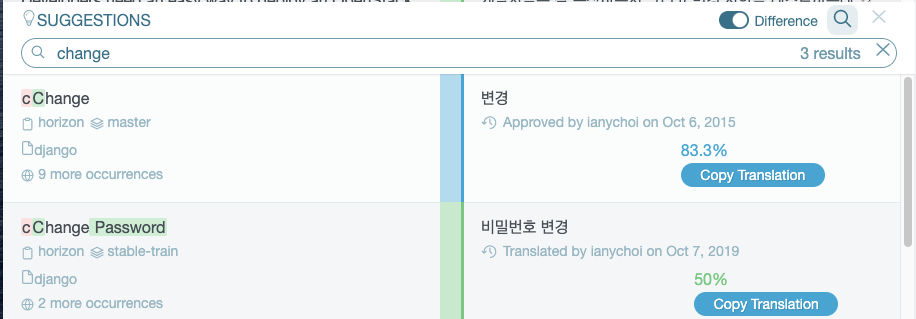 SUGGESTIONS
Difference
change
3 results
cChange
변경
horizon master
Approved by ianychoi on Oct 6, 2015
django
83.3%
9 more occurrences
Copy Translation
cChange Password
비밀번호 변경
horizon stable-train
Translated by ianychoi on Oct 7, 2019
django
50%
2 more occurrences
Copy Translation